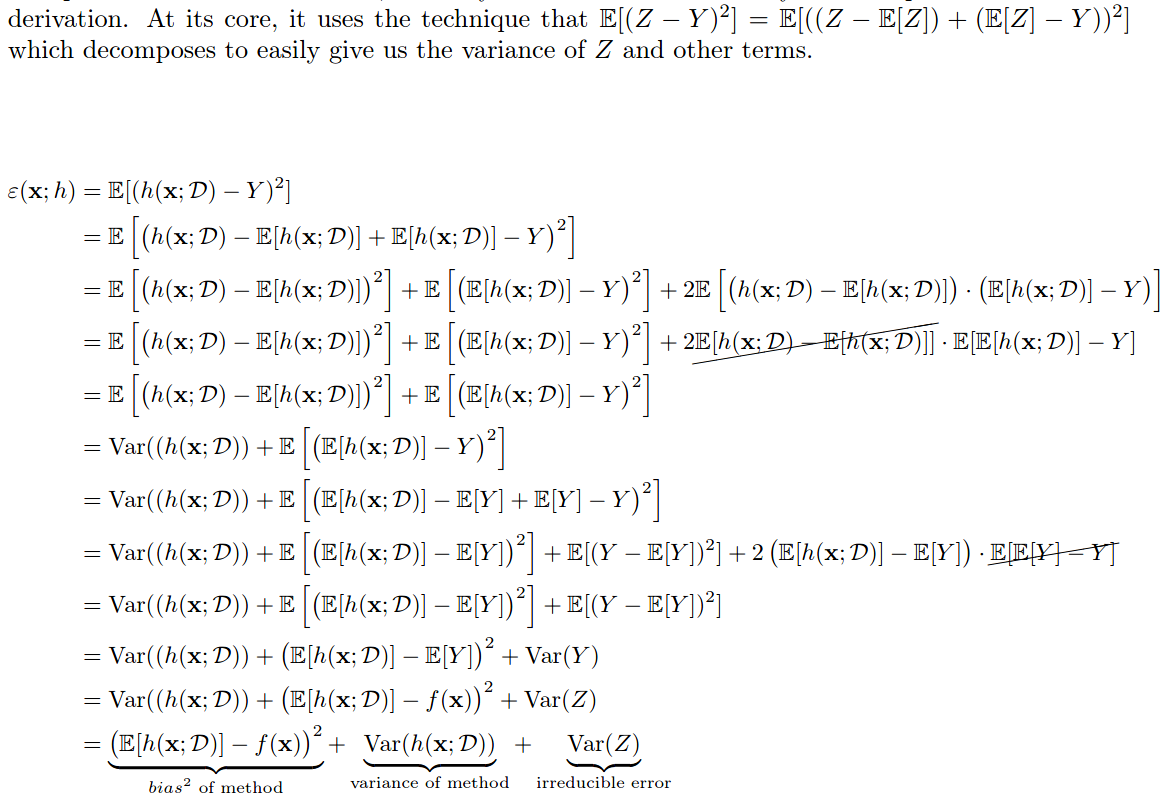 derivation. At its core, it uses the technique that 𝔼[(Z − Y)²] = 𝔼[((Z − 𝔼[Z]) + (𝔼[Z] − Y))²]
which decomposes to easily give us the variance of Z and other terms.
ε(𝐱; h) = 𝔼[(h(𝐱; 𝒟) − Y)²]
= 𝔼[(h(𝐱; 𝒟) − 𝔼[h(𝐱; 𝒟)] + 𝔼[h(𝐱; 𝒟)] − Y)²]
= 𝔼[(h(𝐱; 𝒟) − 𝔼[h(𝐱; 𝒟)])²] + 𝔼[(𝔼[h(𝐱; 𝒟)] − Y)²] + 2𝔼[(h(𝐱; 𝒟) − 𝔼[h(𝐱; 𝒟)]) · (𝔼[h(𝐱; 𝒟)] − Y)]
= 𝔼[(h(𝐱; 𝒟) − 𝔼[h(𝐱; 𝒟)])²] + 𝔼[(𝔼[h(𝐱; 𝒟)] − Y)²] + 2𝔼[h(𝐱; 𝒟) − 𝔼[h(𝐱; 𝒟)]] · 𝔼[𝔼[h(𝐱; 𝒟)] − Y]
= 𝔼[(h(𝐱; 𝒟) − 𝔼[h(𝐱; 𝒟)])²] + 𝔼[(𝔼[h(𝐱; 𝒟)] − Y)²]
= Var((h(𝐱; 𝒟)) + 𝔼[(𝔼[h(𝐱; 𝒟)] − Y)²]
= Var((h(𝐱; 𝒟)) + 𝔼[(𝔼[h(𝐱; 𝒟)] − 𝔼[Y] + 𝔼[Y] − Y)²]
= Var((h(𝐱; 𝒟)) + 𝔼[(𝔼[h(𝐱; 𝒟)] − 𝔼[Y])²] + 𝔼[(Y − 𝔼[Y])²] + 2(𝔼[h(𝐱; 𝒟)] − 𝔼[Y]) · 𝔼[𝔼[Y] − Y]
= Var((h(𝐱; 𝒟)) + 𝔼[(𝔼[h(𝐱; 𝒟)] − 𝔼[Y])²] + 𝔼[(Y − 𝔼[Y])²]
= Var((h(𝐱; 𝒟)) + (𝔼[h(𝐱; 𝒟)] − 𝔼[Y])² + Var(Y)
= Var((h(𝐱; 𝒟)) + (𝔼[h(𝐱; 𝒟)] − f(𝐱))² + Var(Z)
= (𝔼[h(𝐱; 𝒟)] − f(𝐱))² + Var(h(𝐱; 𝒟)) + Var(Z)
bias² of method variance of method irreducible error